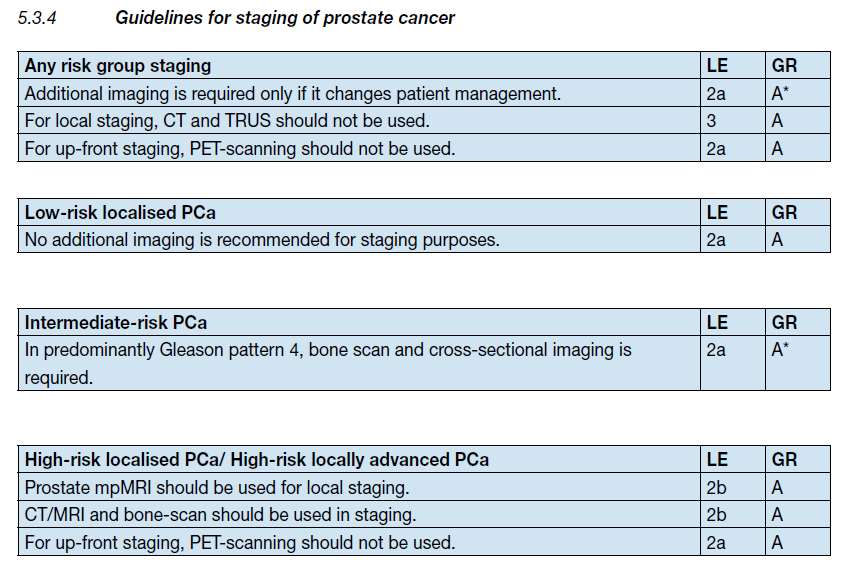 5.3.4 Guidelines for staging of prostate cancer
Any risk group staging LE GR
Additional imaging is required only if it changes patient management. 2a A*
For local staging, CT and TRUS should not be used. 3 A
For up-front staging, PET-scanning should not be used. 2a A
Low-risk localised PCa LE GR
No additional imaging is recommended for staging purposes. 2a A
Intermediate-risk PCa LE GR
In predominantly Gleason pattern 4, bone scan and cross-sectional imaging is 2a A*
required.
High-risk localised PCa/ High-risk locally advanced PCa LE GR
Prostate mpMRI should be used for local staging. 2b A
CT/MRI and bone-scan should be used in staging. 2b A
For up-front staging, PET-scanning should not be used. 2a A